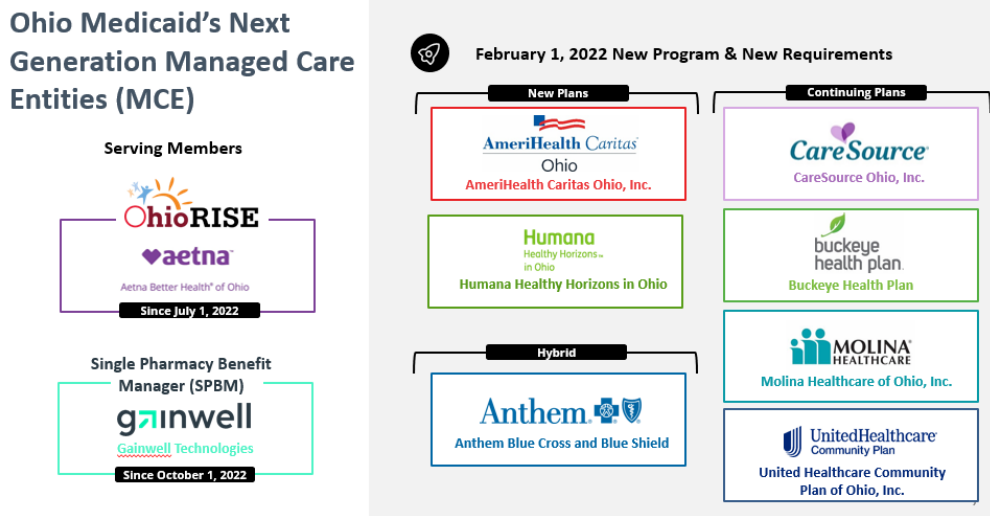 Ohio Medicaid’s Next
Generation Managed Care
Entities (MCE)
Serving Members
OhioRISE
aetna™
Aetna Better Health® of Ohio
Since July 1, 2022
Single Pharmacy Benefit
Manager (SPBM)
gainwell
Gainwell Technologies
Since October 1, 2022
February 1, 2022 New Program & New Requirements
New Plans
AmeriHealth Caritas
Ohio
AmeriHealth Caritas Ohio, Inc.
Humana
Healthy Horizons™
in Ohio
Humana Healthy Horizons in Ohio
Hybrid
Anthem
Anthem Blue Cross and Blue Shield
Continuing Plans
CareSource
CareSource Ohio, Inc.
buckeye
health plan
Buckeye Health Plan
MOLINA
HEALTHCARE
Molina Healthcare of Ohio, Inc.
UnitedHealthcare
Community Plan
United Healthcare Community
Plan of Ohio, Inc.